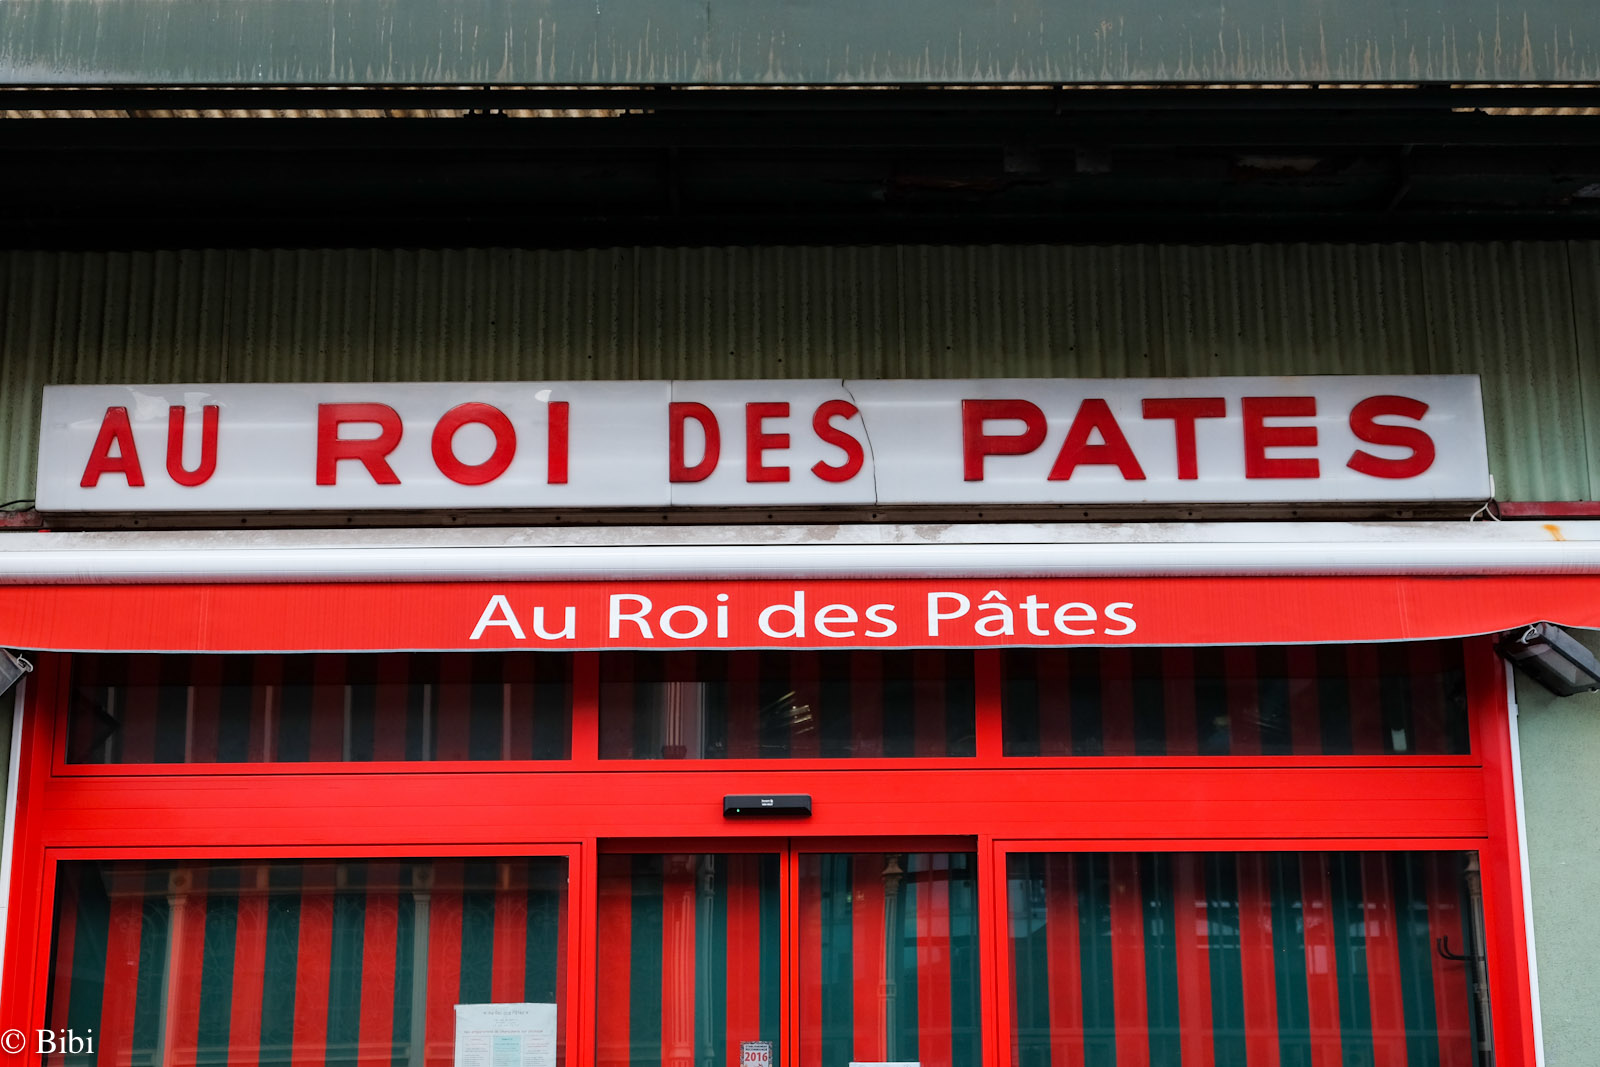 AU ROI DES PATES
Au Roi des Pâtes
2016
© Bibi